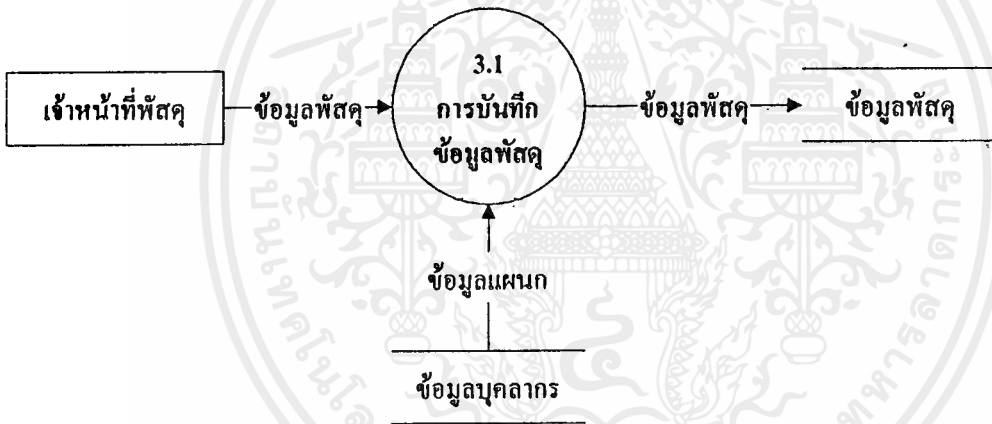 3.1
เจ้าหน้าที่พัสดุ ข้อมูลพัสดุ การบันทึก ข้อมูลพัสดุ ข้อมูลพัสดุ
ข้อมูลพัสดุ
ข้อมูลแผนก
ข้อมูลบุคลากร